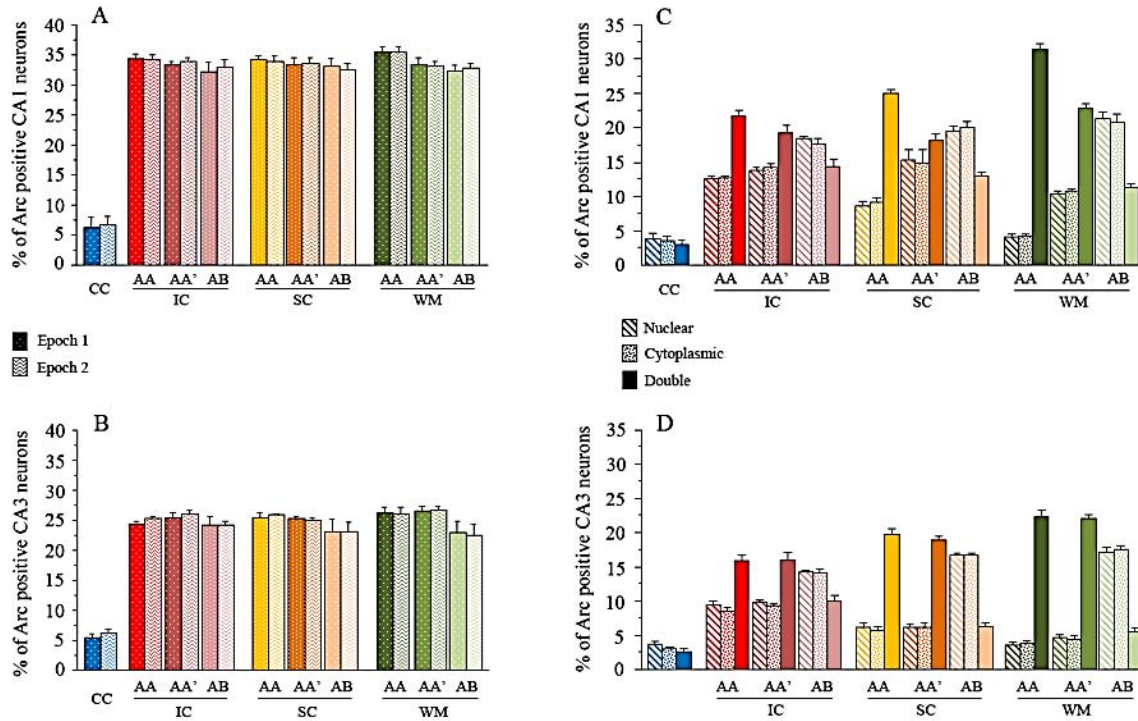 A
% of Arc positive CA1 neurons
40
35
30
25
20
15
10
5
0
CC
AA AA' AB
IC
AA AA' AB
SC
AA AA' AB
WM
Epoch 1
Epoch 2
C
% of Arc positive CA1 neurons
35
30
25
20
15
10
5
0
CC
AA AA' AB
IC
AA AA' AB
SC
AA AA' AB
WM
Nuclear
Cytoplasmic
Double
B
% of Arc positive CA3 neurons
40
35
30
25
20
15
10
5
0
CC
AA AA' AB
IC
AA AA' AB
SC
AA AA' AB
WM
D
% of Arc positive CA3 neurons
35
30
25
20
15
10
5
0
AA AA' AB
IC
AA AA' AB
SC
AA AA' AB
WM